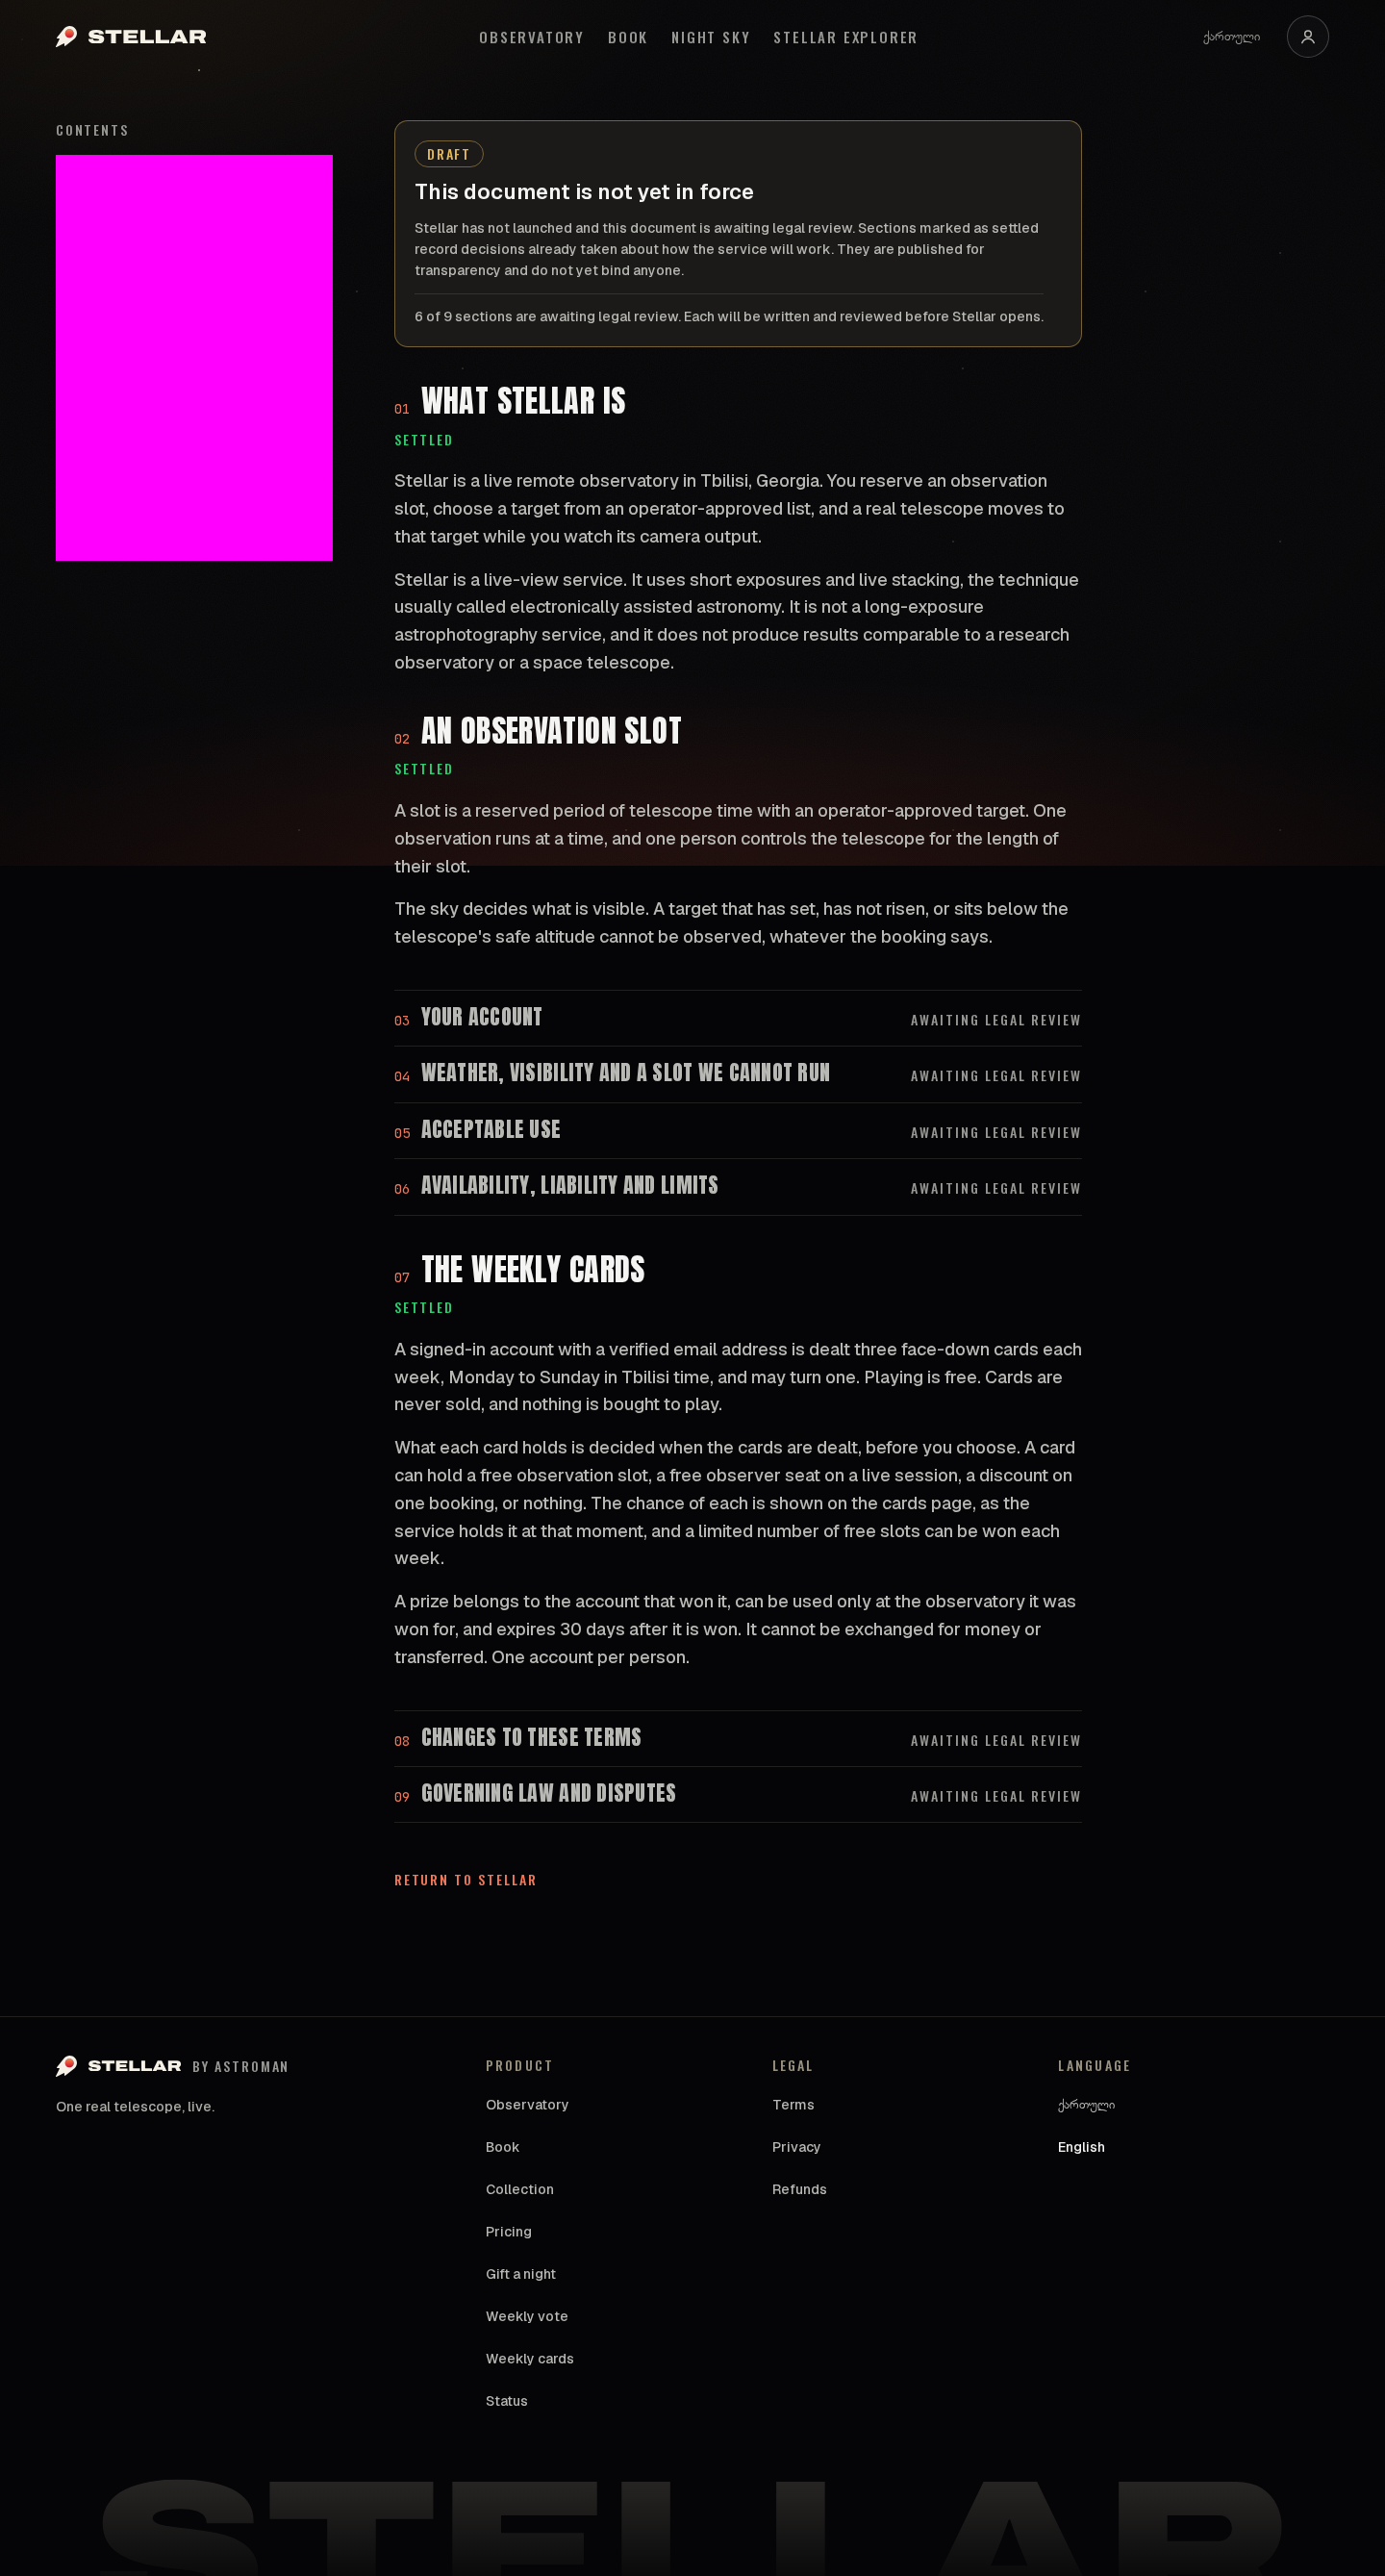 STELLAR
OBSERVATORY BOOK NIGHT SKY STELLAR EXPLORER
ქართული
CONTENTS
DRAFT
This document is not yet in force
Stellar has not launched and this document is awaiting legal review. Sections marked as settled
record decisions already taken about how the service will work. They are published for
transparency and do not yet bind anyone.
6 of 9 sections are awaiting legal review. Each will be written and reviewed before Stellar opens.
01 WHAT STELLAR IS
SETTLED
Stellar is a live remote observatory in Tbilisi, Georgia. You reserve an observation
slot, choose a target from an operator-approved list, and a real telescope moves to
that target while you watch its camera output.
Stellar is a live-view service. It uses short exposures and live stacking, the technique
usually called electronically assisted astronomy. It is not a long-exposure
astrophotography service, and it does not produce results comparable to a research
observatory or a space telescope.
02 AN OBSERVATION SLOT
SETTLED
A slot is a reserved period of telescope time with an operator-approved target. One
observation runs at a time, and one person controls the telescope for the length of
their slot.
The sky decides what is visible. A target that has set, has not risen, or sits below the
telescope's safe altitude cannot be observed, whatever the booking says.
03 YOUR ACCOUNT AWAITING LEGAL REVIEW
04 WEATHER, VISIBILITY AND A SLOT WE CANNOT RUN AWAITING LEGAL REVIEW
05 ACCEPTABLE USE AWAITING LEGAL REVIEW
06 AVAILABILITY, LIABILITY AND LIMITS AWAITING LEGAL REVIEW
07 THE WEEKLY CARDS
SETTLED
A signed-in account with a verified email address is dealt three face-down cards each
week, Monday to Sunday in Tbilisi time, and may turn one. Playing is free. Cards are
never sold, and nothing is bought to play.
What each card holds is decided when the cards are dealt, before you choose. A card
can hold a free observation slot, a free observer seat on a live session, a discount on
one booking, or nothing. The chance of each is shown on the cards page, as the
service holds it at that moment, and a limited number of free slots can be won each
week.
A prize belongs to the account that won it, can be used only at the observatory it was
won for, and expires 30 days after it is won. It cannot be exchanged for money or
transferred. One account per person.
08 CHANGES TO THESE TERMS AWAITING LEGAL REVIEW
09 GOVERNING LAW AND DISPUTES AWAITING LEGAL REVIEW
RETURN TO STELLAR
STELLAR BY ASTROMAN
One real telescope, live.
PRODUCT
Observatory
Book
Collection
Pricing
Gift a night
Weekly vote
Weekly cards
Status
LEGAL
Terms
Privacy
Refunds
LANGUAGE
ქართული
English
STELLAR